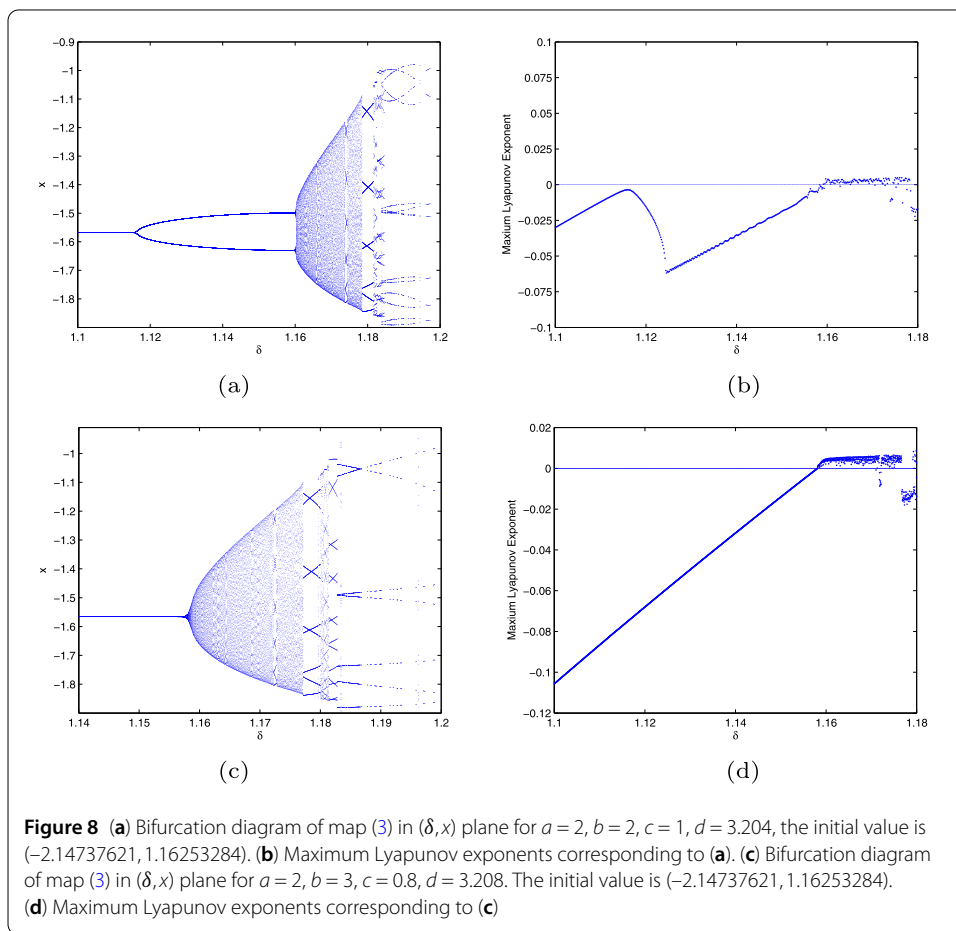 −0.9
−1
−1.1
−1.2
−1.3
−1.4
−1.5
−1.6
−1.7
−1.8
x
1.1 1.12 1.14 1.16 1.18 1.2
δ
(a)
0.1
0.075
0.05
0.025
0
−0.025
−0.05
−0.075
−0.1
Maxium Lyapunov Exponent
1.1 1.12 1.14 1.16 1.18
δ
(b)
−1
−1.1
−1.2
−1.3
−1.4
−1.5
−1.6
−1.7
−1.8
x
1.14 1.15 1.16 1.17 1.18 1.19 1.2
δ
(c)
0.02
0
−0.02
−0.04
−0.06
−0.08
−0.1
−0.12
Maxium Lyapunov Exponent
1.1 1.12 1.14 1.16 1.18
δ
(d)
Figure 8 (a) Bifurcation diagram of map (3) in (δ, x) plane for a = 2, b = 2, c = 1, d = 3.204, the initial value is
(–2.14737621, 1.16253284). (b) Maximum Lyapunov exponents corresponding to (a). (c) Bifurcation diagram
of map (3) in (δ, x) plane for a = 2, b = 3, c = 0.8, d = 3.208. The initial value is (–2.14737621, 1.16253284).
(d) Maximum Lyapunov exponents corresponding to (c)